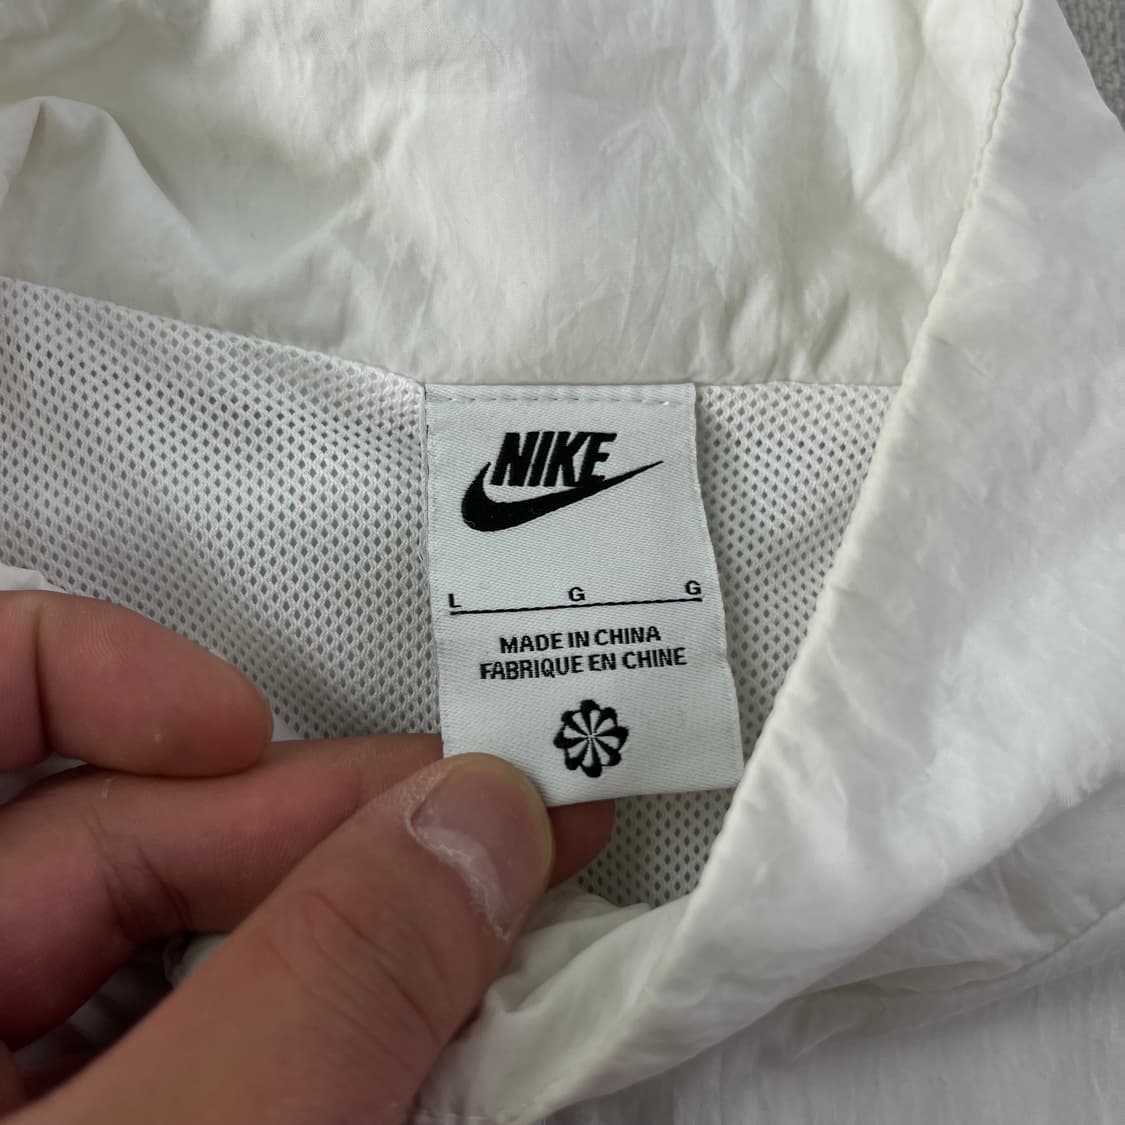 NIKE
L G G
MADE IN CHINA
FABRIQUE EN CHINE